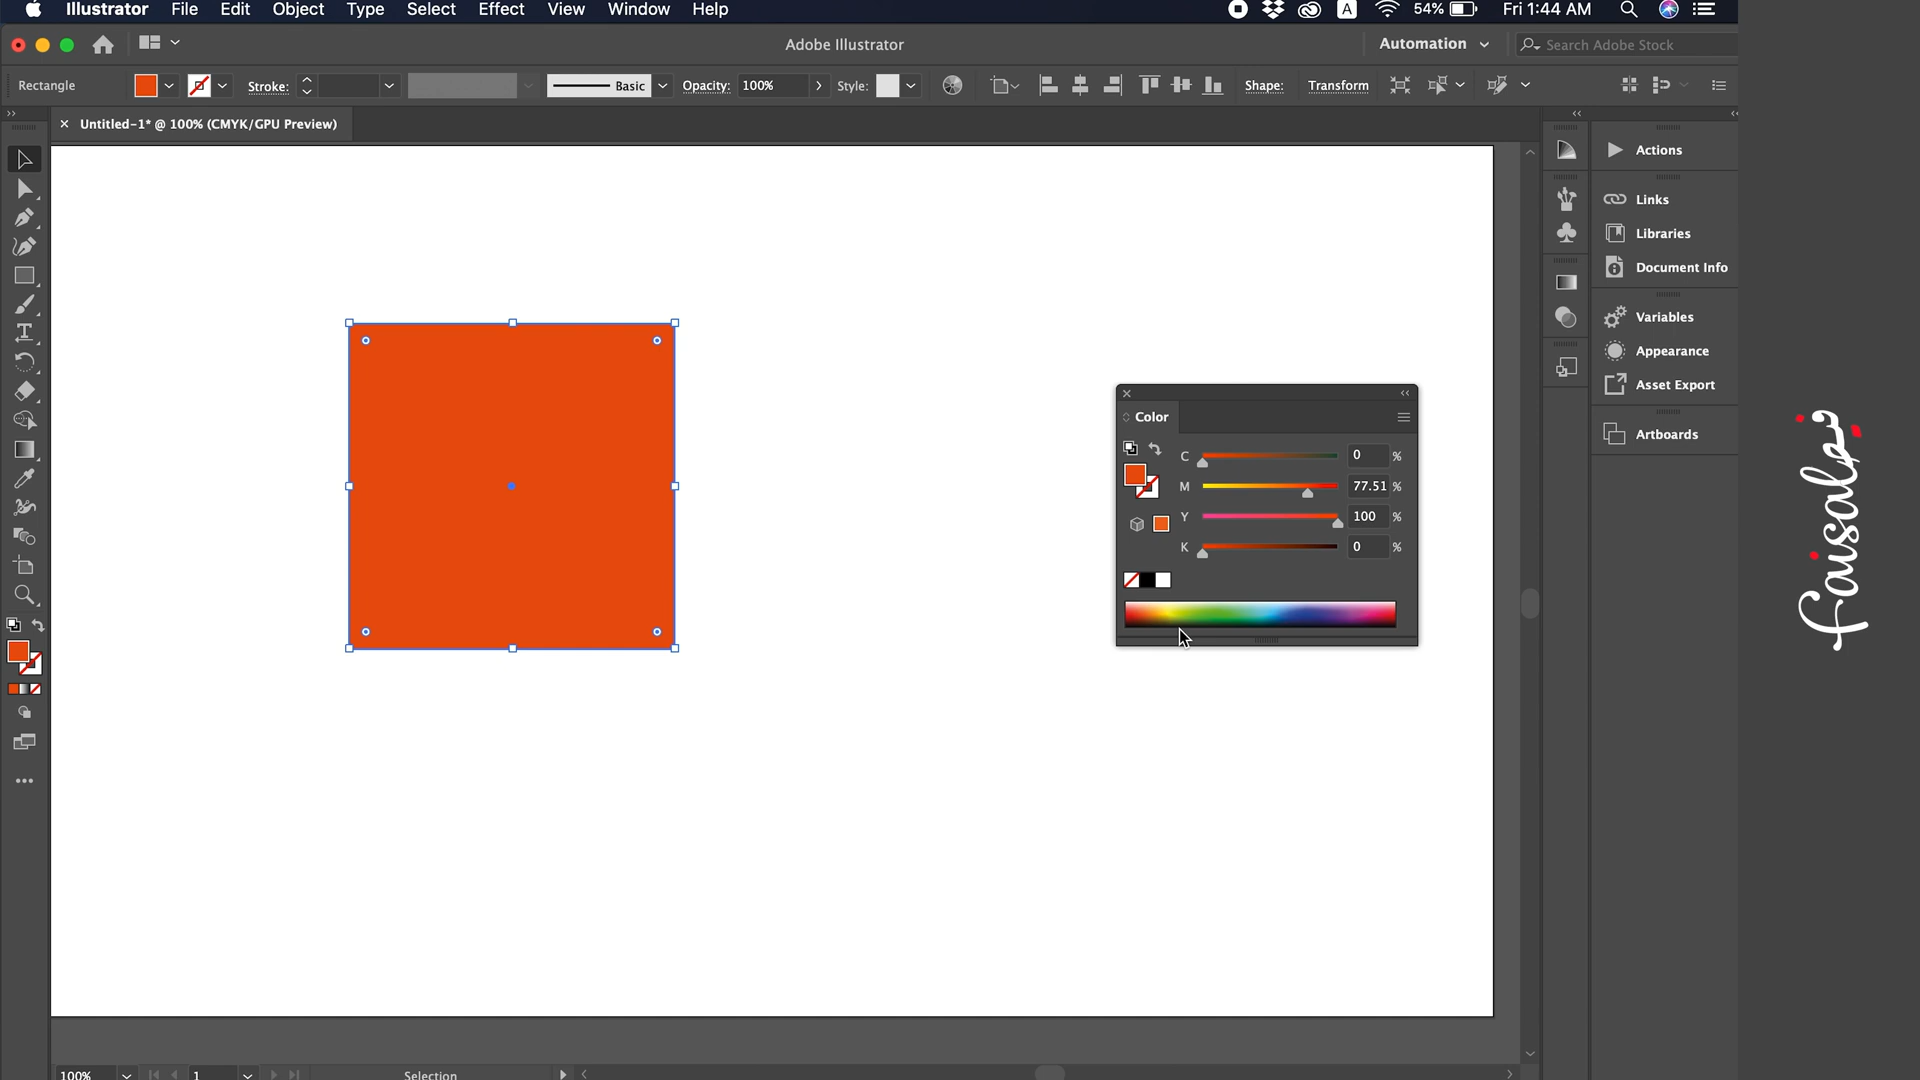 Illustrator File Edit Object Type Select Effect View Window Help
A 54% Fri 1:44 AM
Adobe Illustrator
Automation
Search Adobe Stock
Rectangle Stroke: Basic Opacity: 100% Style: Shape: Transform
× Untitled-1* @ 100% (CMYK/GPU Preview)
Actions
Links
Libraries
Document Info
Variables
Appearance
Asset Export
Artboards
Color
C 0 %
M 77.51 %
Y 100 %
K 0 %
faisalpj
100% 1 Selection